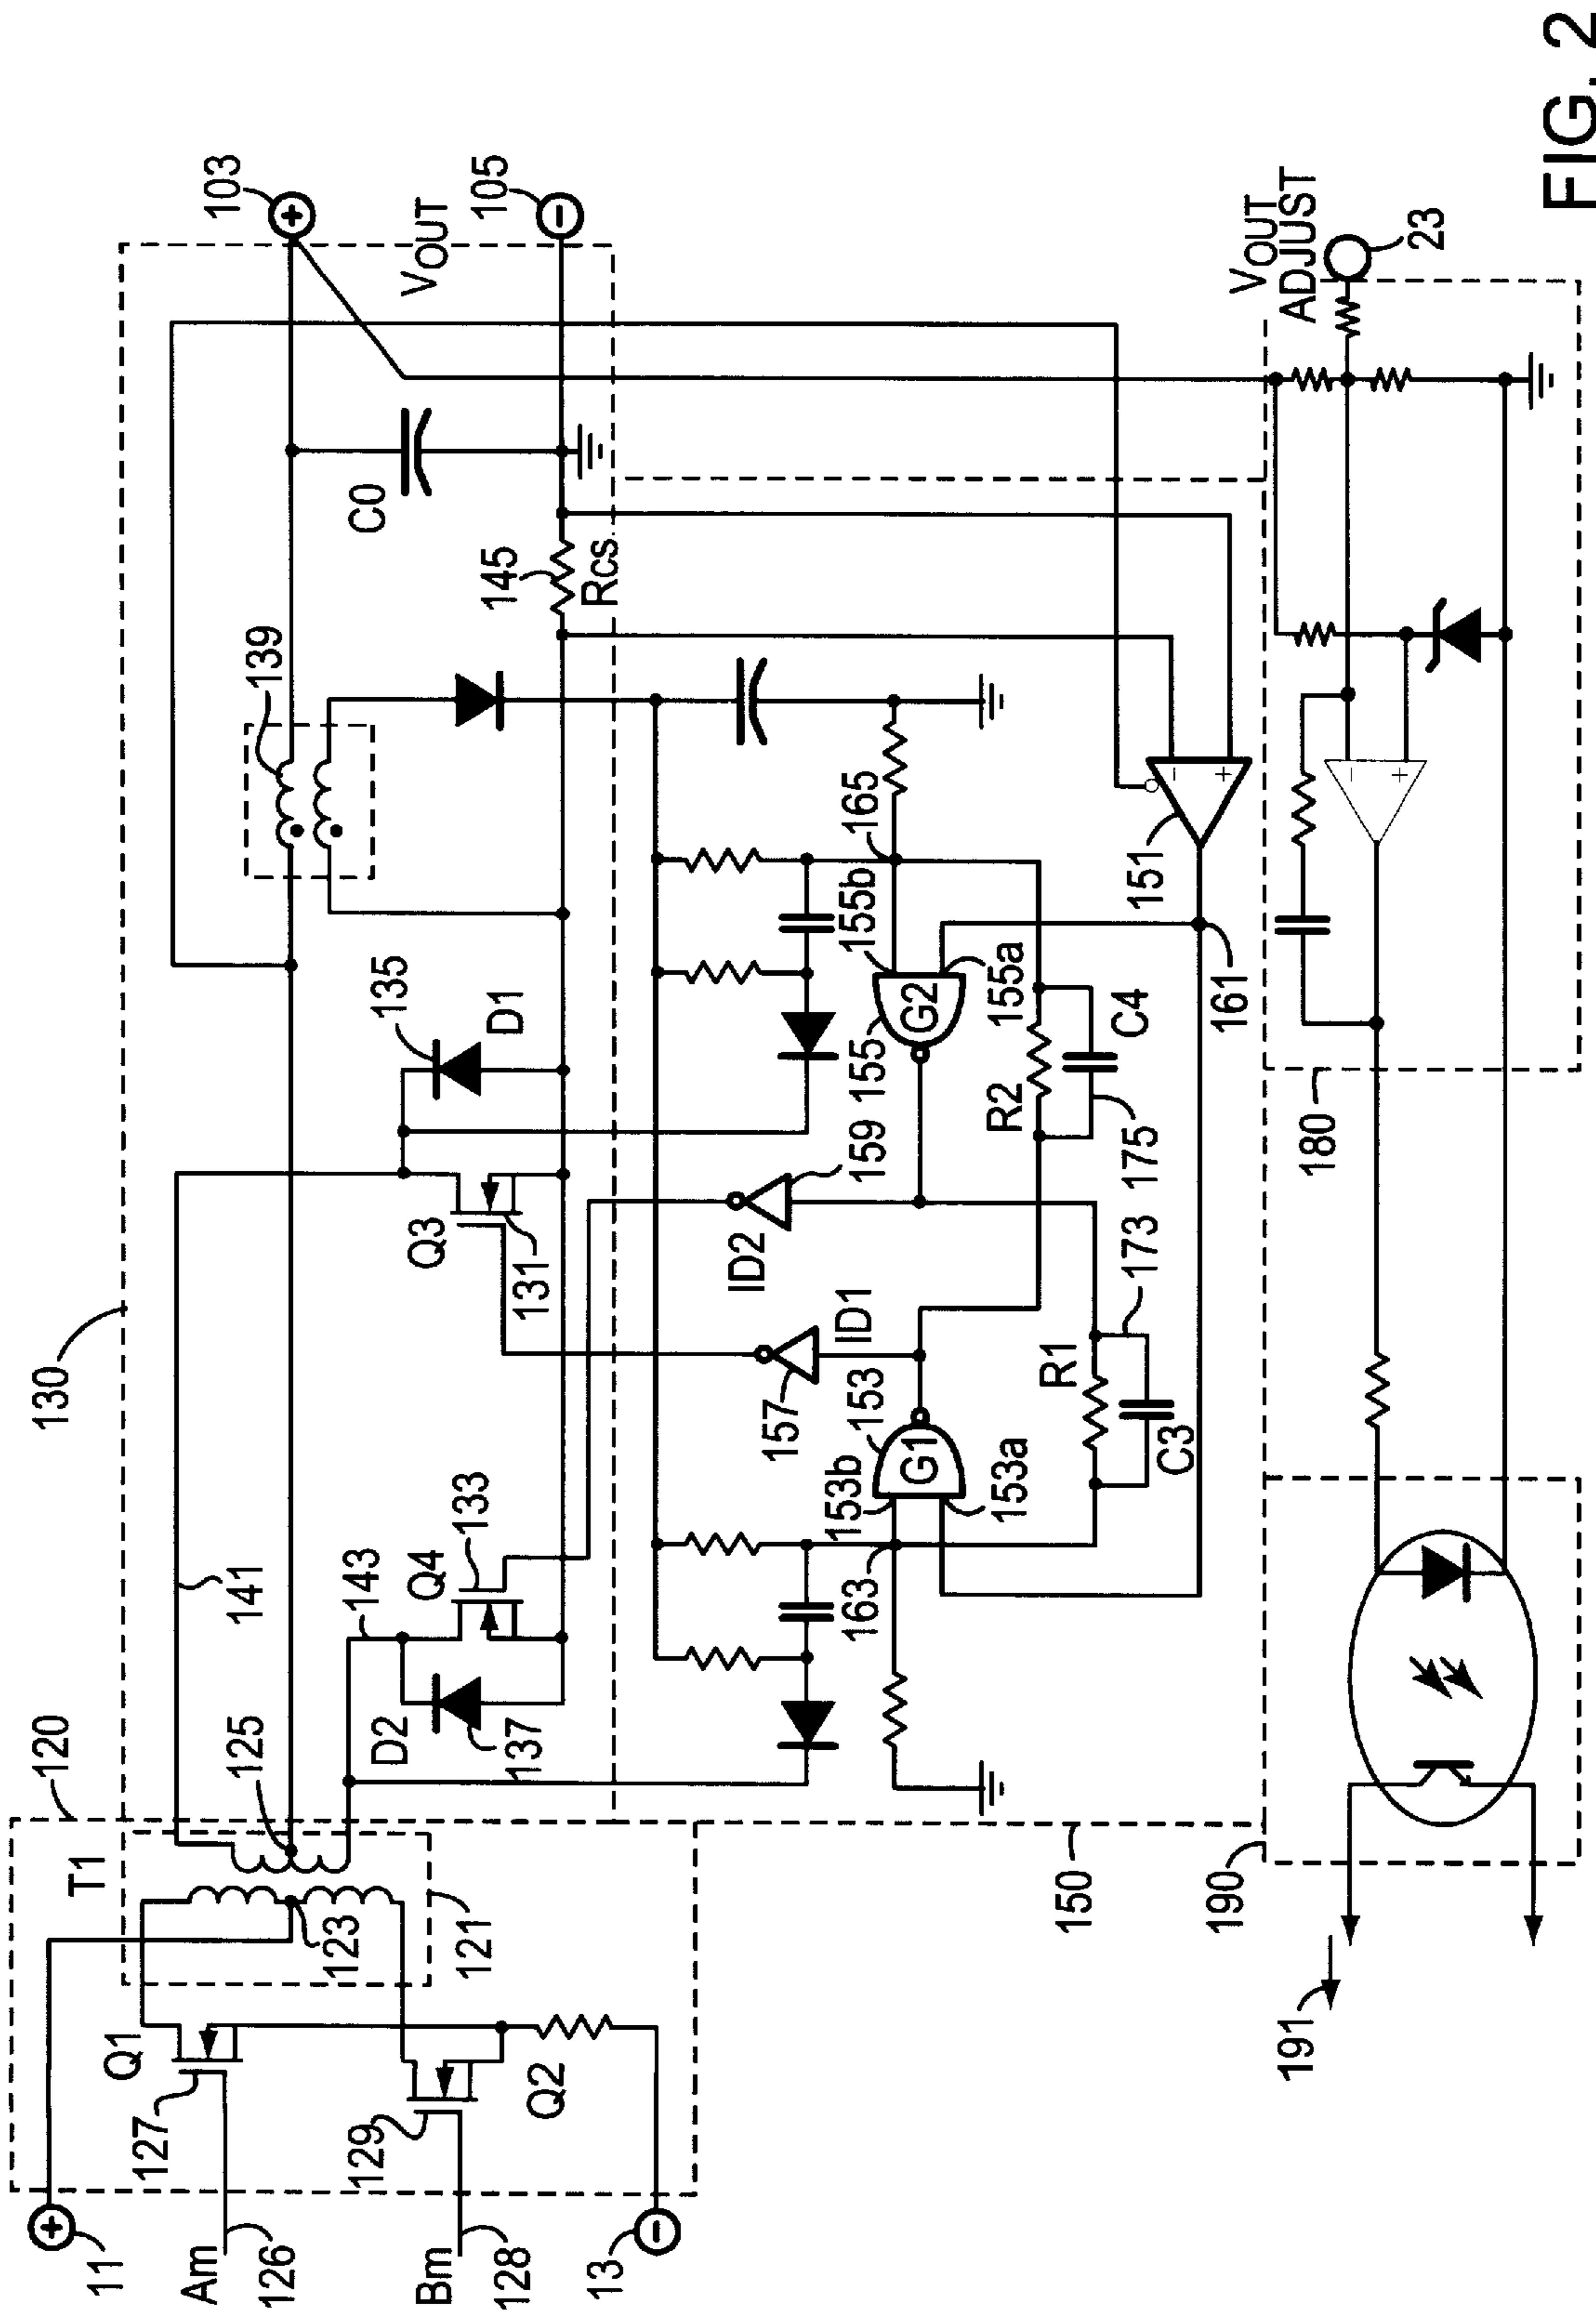 130
141
103
+
139
VOUT
105
−
135
D1
C0
145
Rcs
Q3
131
Q4
133
143
D2
137
120
T1
125
123
121
Q1
127
129
Q2
11
+
Am
126
Bm
128
13
−
ID2
159
ID1
157
165
155b
155
G2
155a
153b
153
G1
153a
163
151
−
+
161
R2
C4
175
R1
173
C3
150
VOUT
ADJUST
23
−
+
180
190
191
FIG. 2